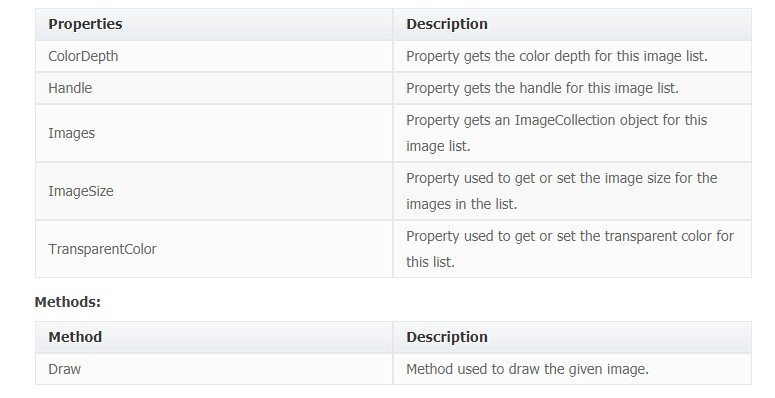 Properties Description
ColorDepth Property gets the color depth for this image list.
Handle Property gets the handle for this image list.
Images Property gets an ImageCollection object for this
image list.
ImageSize Property used to get or set the image size for the
images in the list.
TransparentColor Property used to get or set the transparent color for
this list.
Methods:
Method Description
Draw Method used to draw the given image.